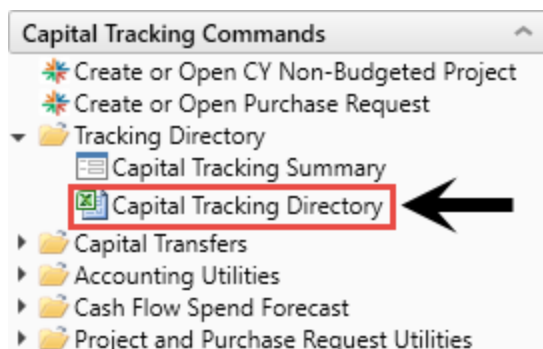 Capital Tracking Commands
Create or Open CY Non-Budgeted Project
Create or Open Purchase Request
Tracking Directory
Capital Tracking Summary
Capital Tracking Directory
Capital Transfers
Accounting Utilities
Cash Flow Spend Forecast
Project and Purchase Request Utilities